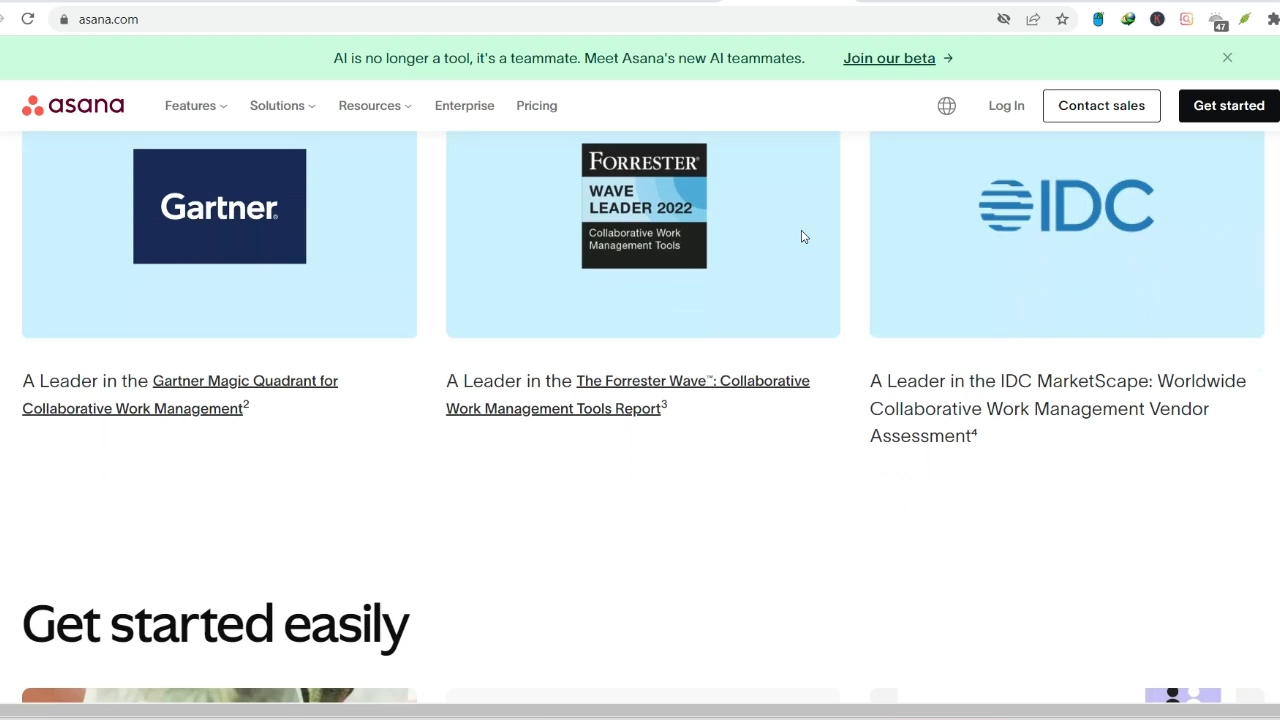 asana.com
47
AI is no longer a tool, it's a teammate. Meet Asana's new AI teammates. Join our beta →
asana Features Solutions Resources Enterprise Pricing Log In Contact sales Get started
Gartner®
FORRESTER®
WAVE
LEADER 2022
Collaborative Work
Management Tools
IDC
A Leader in the Gartner Magic Quadrant for
Collaborative Work Management2
A Leader in the The Forrester Wave™: Collaborative
Work Management Tools Report3
A Leader in the IDC MarketScape: Worldwide
Collaborative Work Management Vendor
Assessment⁴
Get started easily